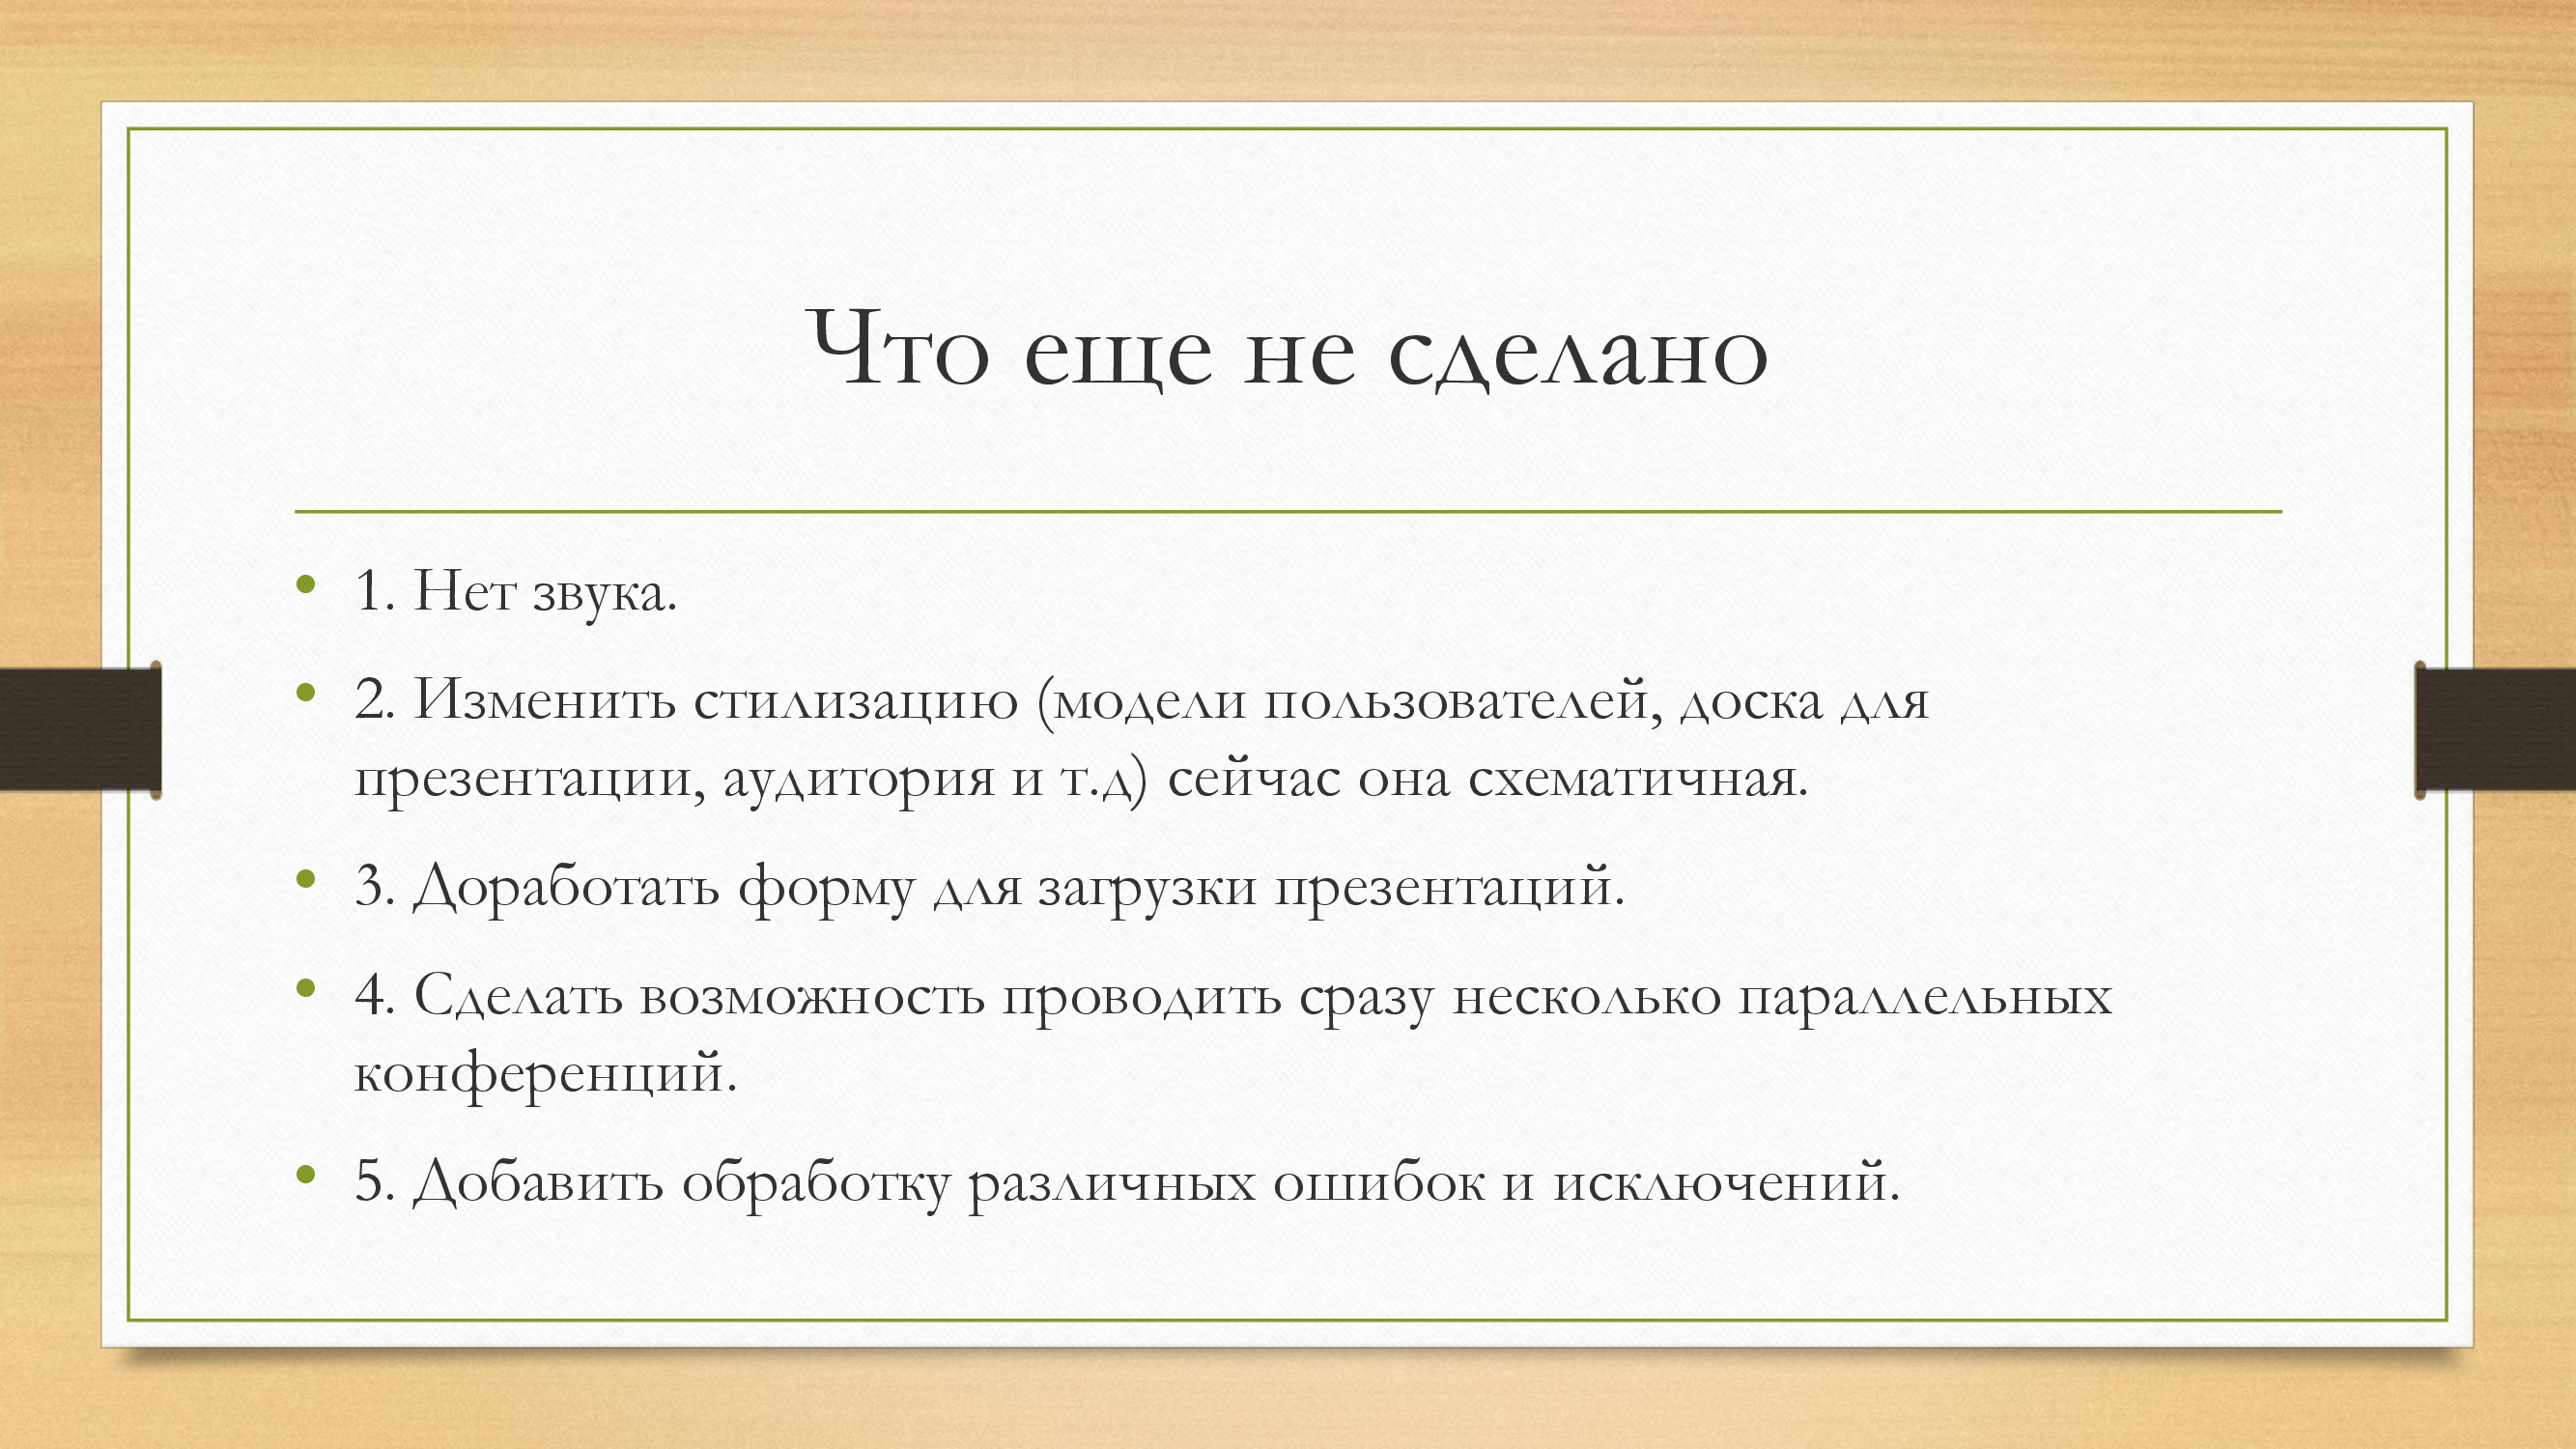 Что еще не сделано
• 1. Нет звука.
• 2. Изменить стилизацию (модели пользователей, доска для
презентации, аудитория и т.д) сейчас она схематичная.
• 3. Доработать форму для загрузки презентаций.
• 4. Сделать возможность проводить сразу несколько параллельных
конференций.
• 5. Добавить обработку различных ошибок и исключений.